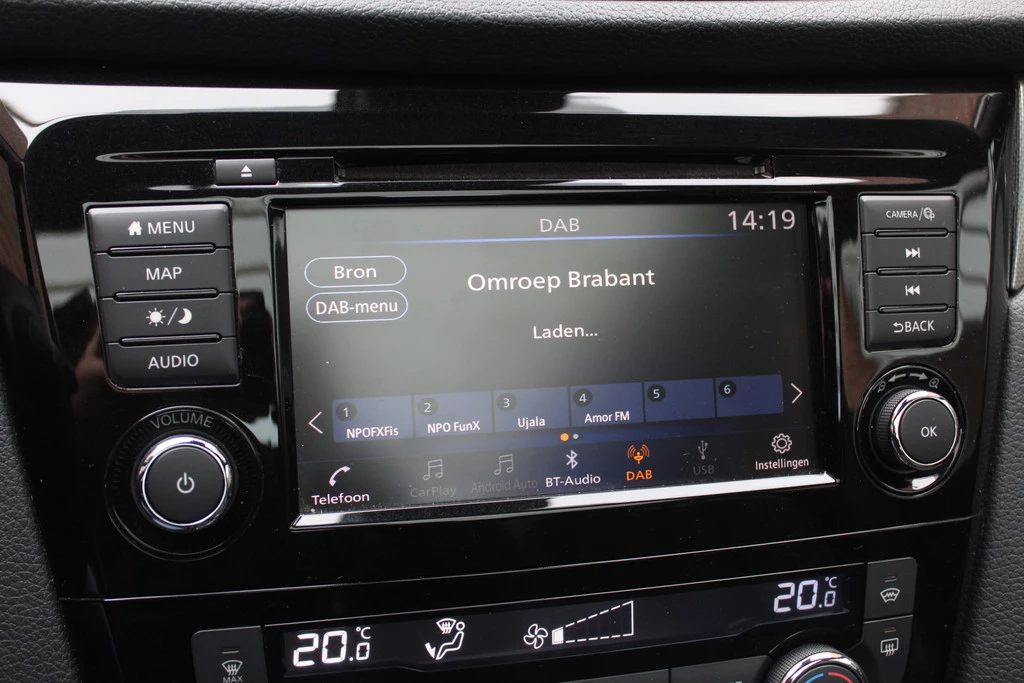 MENU
MAP
AUDIO
VOLUME
DAB
14:19
Bron
DAB-menu
Omroep Brabant
Laden...
1 NPOFXFis
2 NPO FunX
3 Ujala
4 Amor FM
5
6
Telefoon
CarPlay
Android Auto
BT-Audio
DAB
USB
Instellingen
CAMERA/
BACK
OK
20.0°C
20.0°C
MAX